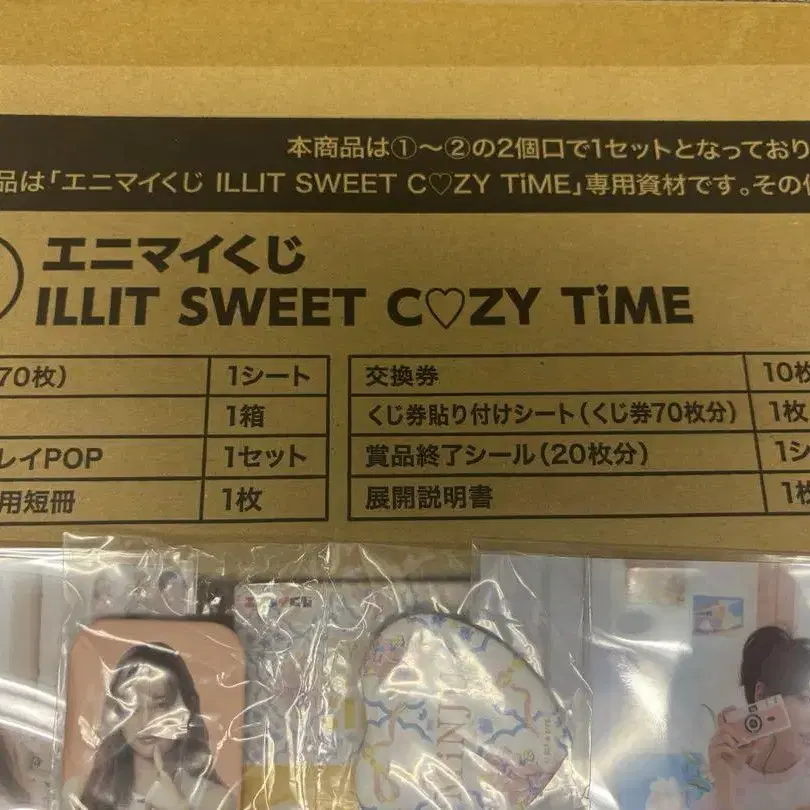 本商品は①〜②の2個口で1セットとなっており
品は「エニマイくじ ILLIT SWEET C♡ZY TiME」専用資材です。その
エニマイくじ
ILLIT SWEET C♡ZY TiME
70枚) 1シート
1箱
レイPOP 1セット
用短冊 1枚
交換券 10枚
くじ券貼り付けシート(くじ券70枚分) 1枚
賞品終了シール(20枚分) 1シ
展開説明書 1枚
エニマイくじ